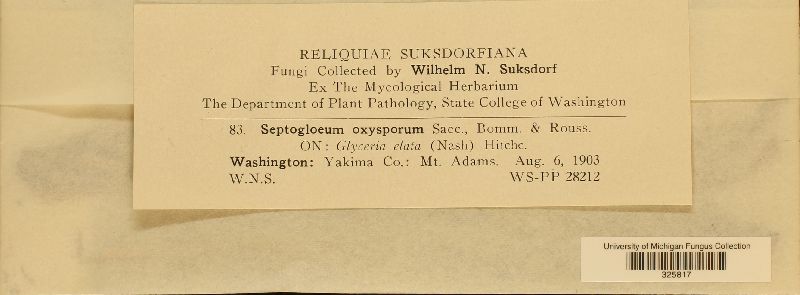 RELIQUIAE SUKSDORFIANA
Fungi Collected by Wilhelm N. Suksdorf
Ex The Mycological Herbarium
The Department of Plant Pathology, State College of Washington
83. Septogloeum oxysporum Sacc., Bomm. & Rouss.
ON: Glyceria elata (Nash) Hitchc.
Washington: Yakima Co.: Mt. Adams. Aug. 6, 1903
W.N.S. WS-PP 28212
University of Michigan Fungus Collection
325817